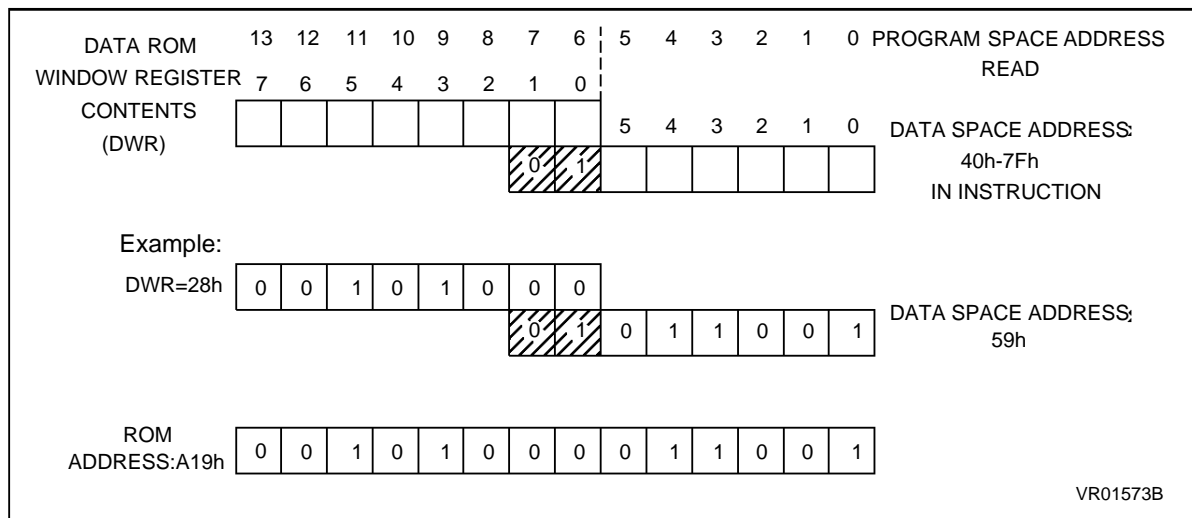 DATA ROM
WINDOW REGISTER
CONTENTS
(DWR)
13 12 11 10 9 8 7 6 5 4 3 2 1 0
PROGRAM SPACE ADDRESS
READ
7 6 5 4 3 2 1 0
5 4 3 2 1 0
DATA SPACE ADDRESS:
40h-7Fh
IN INSTRUCTION
0 1
Example:
DWR=28h
0 0 1 0 1 0 0 0
0 1 0 1 1 0 0 1
DATA SPACE ADDRESS:
59h
ROM
ADDRESS:A19h
0 0 1 0 1 0 0 0 0 1 1 0 0 1
VR01573B